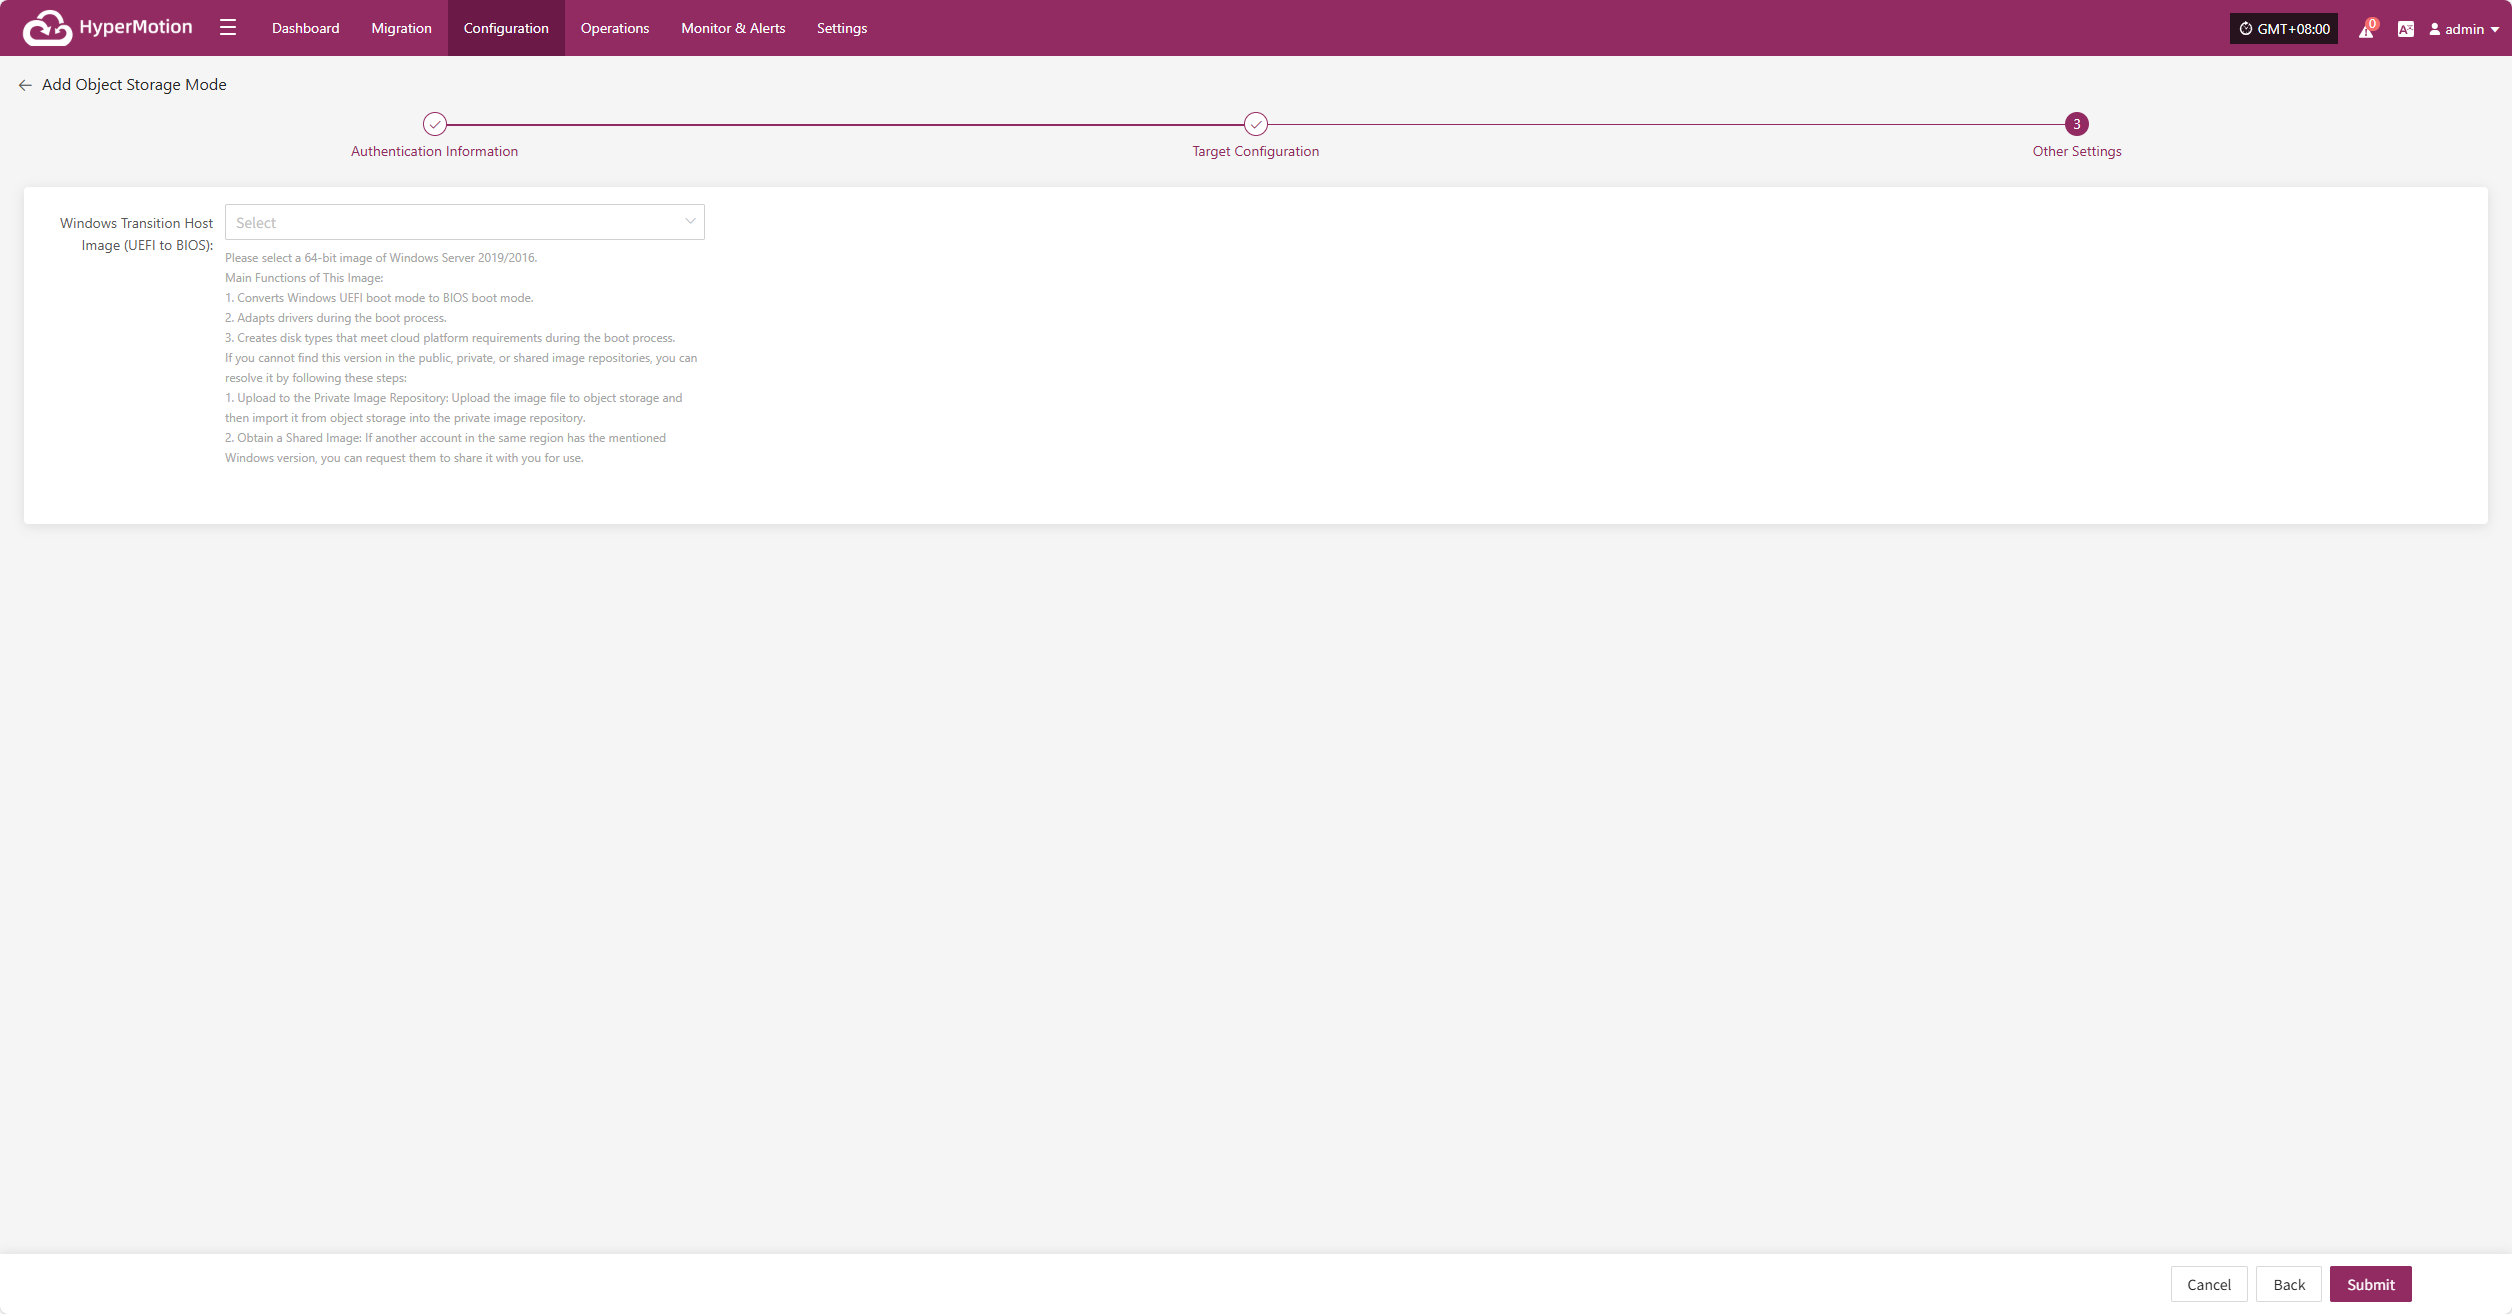 HyperMotion
Dashboard
Migration
Configuration
Operations
Monitor & Alerts
Settings
GMT+08:00
0
admin
Add Object Storage Mode
3
Authentication Information
Target Configuration
Other Settings
Windows Transition Host
Image (UEFI to BIOS):
Select
Please select a 64-bit image of Windows Server 2019/2016.
Main Functions of This Image:
1. Converts Windows UEFI boot mode to BIOS boot mode.
2. Adapts drivers during the boot process.
3. Creates disk types that meet cloud platform requirements during the boot process.
If you cannot find this version in the public, private, or shared image repositories, you can
resolve it by following these steps:
1. Upload to the Private Image Repository: Upload the image file to object storage and
then import it from object storage into the private image repository.
2. Obtain a Shared Image: If another account in the same region has the mentioned
Windows version, you can request them to share it with you for use.
Cancel
Back
Submit